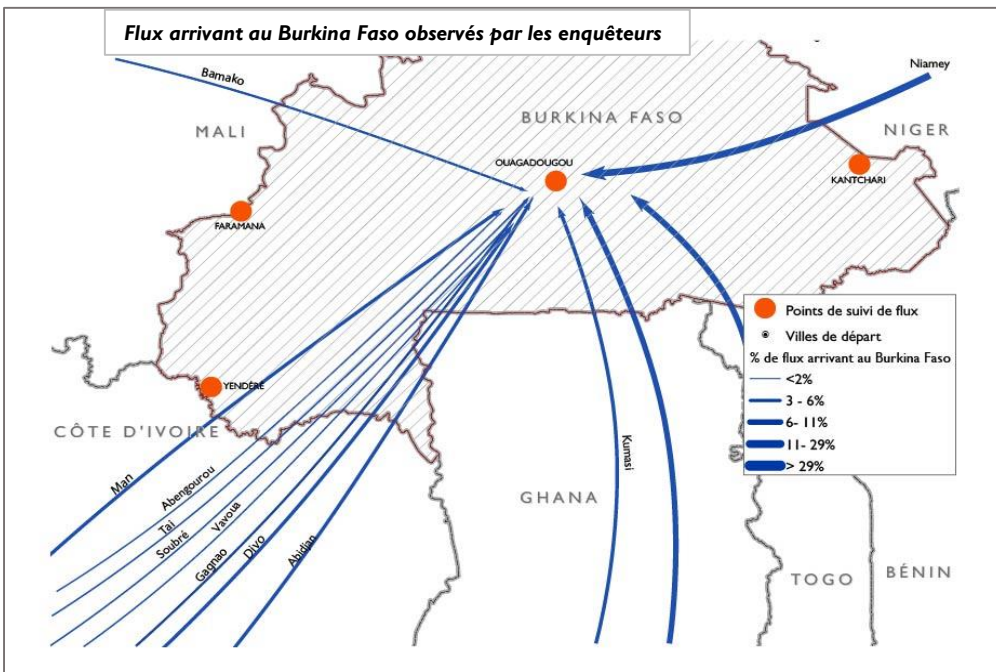 Flux arrivant au Burkina Faso observés par les enquêteurs
Bamako
Niamey
MALI
BURKINA FASO
NIGER
OUAGADOUGOU
KANTCHARI
FARAMANA
YENDÉRÉ
CÔTE D'IVOIRE
Man
Abengourou
Tai
Soubré
Vavoua
Gagnao
Divo
Abidjan
Kumasi
GHANA
TOGO
BÉNIN
Points de suivi de flux
Villes de départ
% de flux arrivant au Burkina Faso
<2%
3 - 6%
6- 11%
11- 29%
> 29%